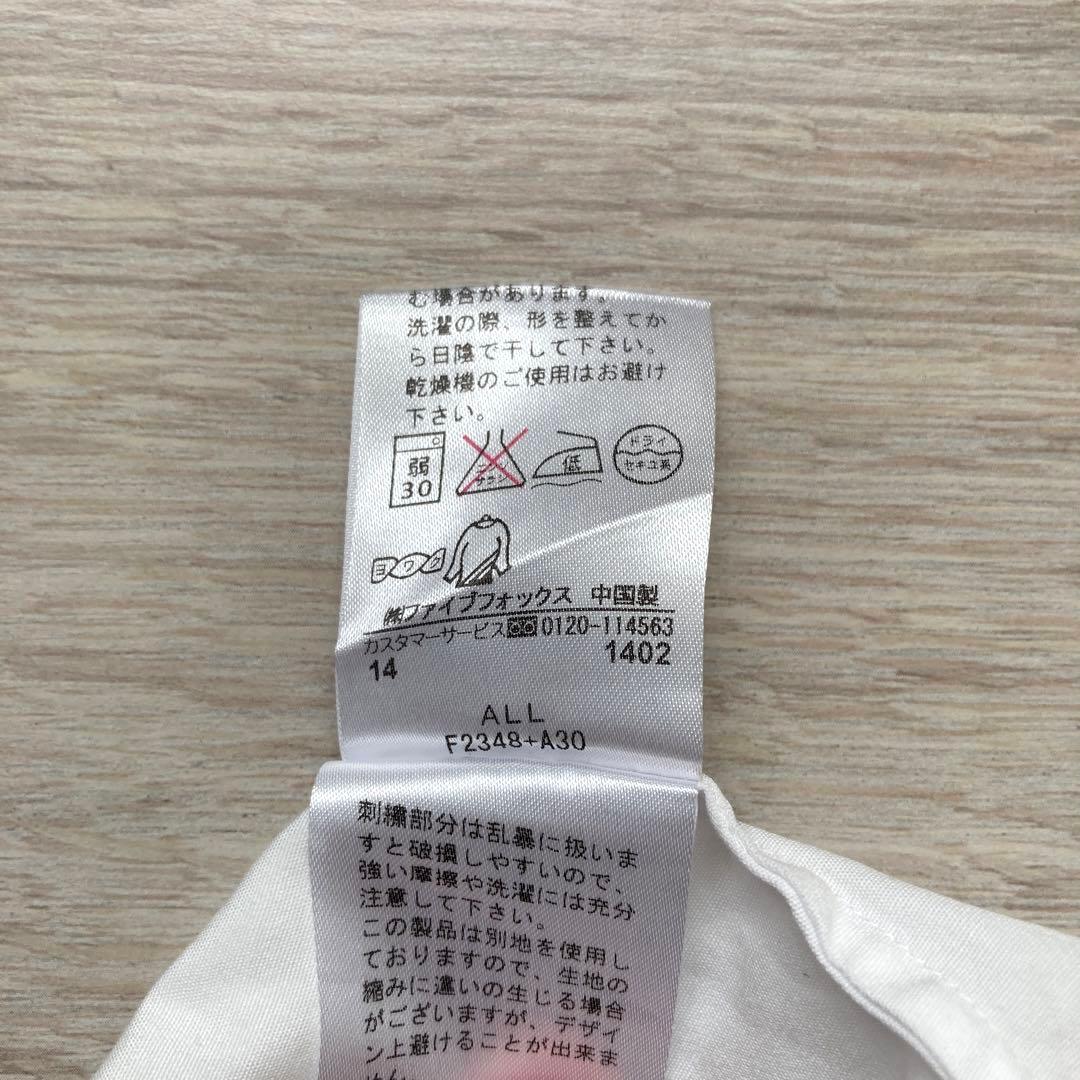 む場合があります。
洗濯の際、形を整えてか
ら日陰で干して下さい。
乾燥機のご使用はお避け
下さい。
弱
30
エンソ
サラシ
低
ドライ
セキユ系
ヨワク
㈱ファイブフォックス 中国製
カスタマーサービス 0120-114563
14 1402
ALL
F2348+A30
刺繍部分は乱暴に扱いま
すと破損しやすいので、
強い摩擦や洗濯には充分
注意して下さい。
この製品は別地を使用し
ておりますので、生地の
縮みに違いの生じる場合
がございますが、デザイ
ン上避けることが出来ま